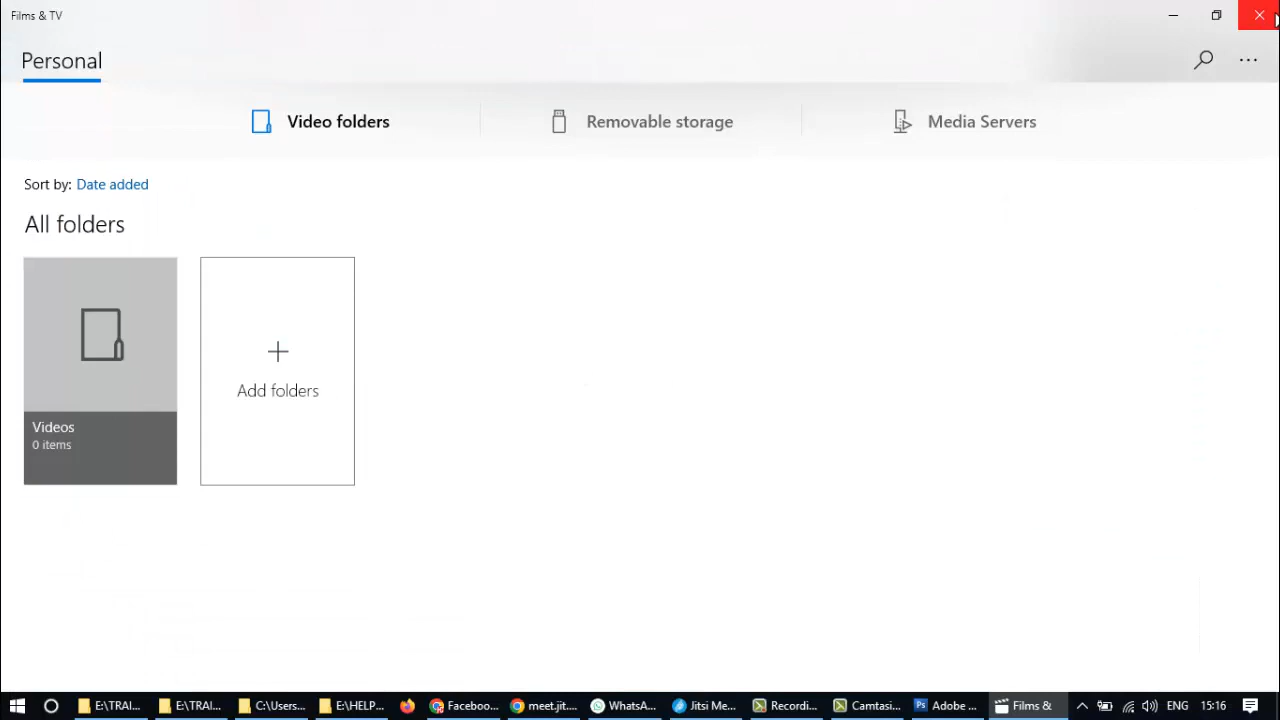 Films & TV
Personal
Video folders
Removable storage
Media Servers
Sort by: Date added
All folders
Videos
0 items
Add folders
E:\TRAI...
E:\TRAI...
C:\Users...
E:\HELP...
Faceboo...
meet.jit....
WhatsA...
Jitsi Me...
Recordi...
Camtasi...
Adobe ...
Films &
ENG
15:16